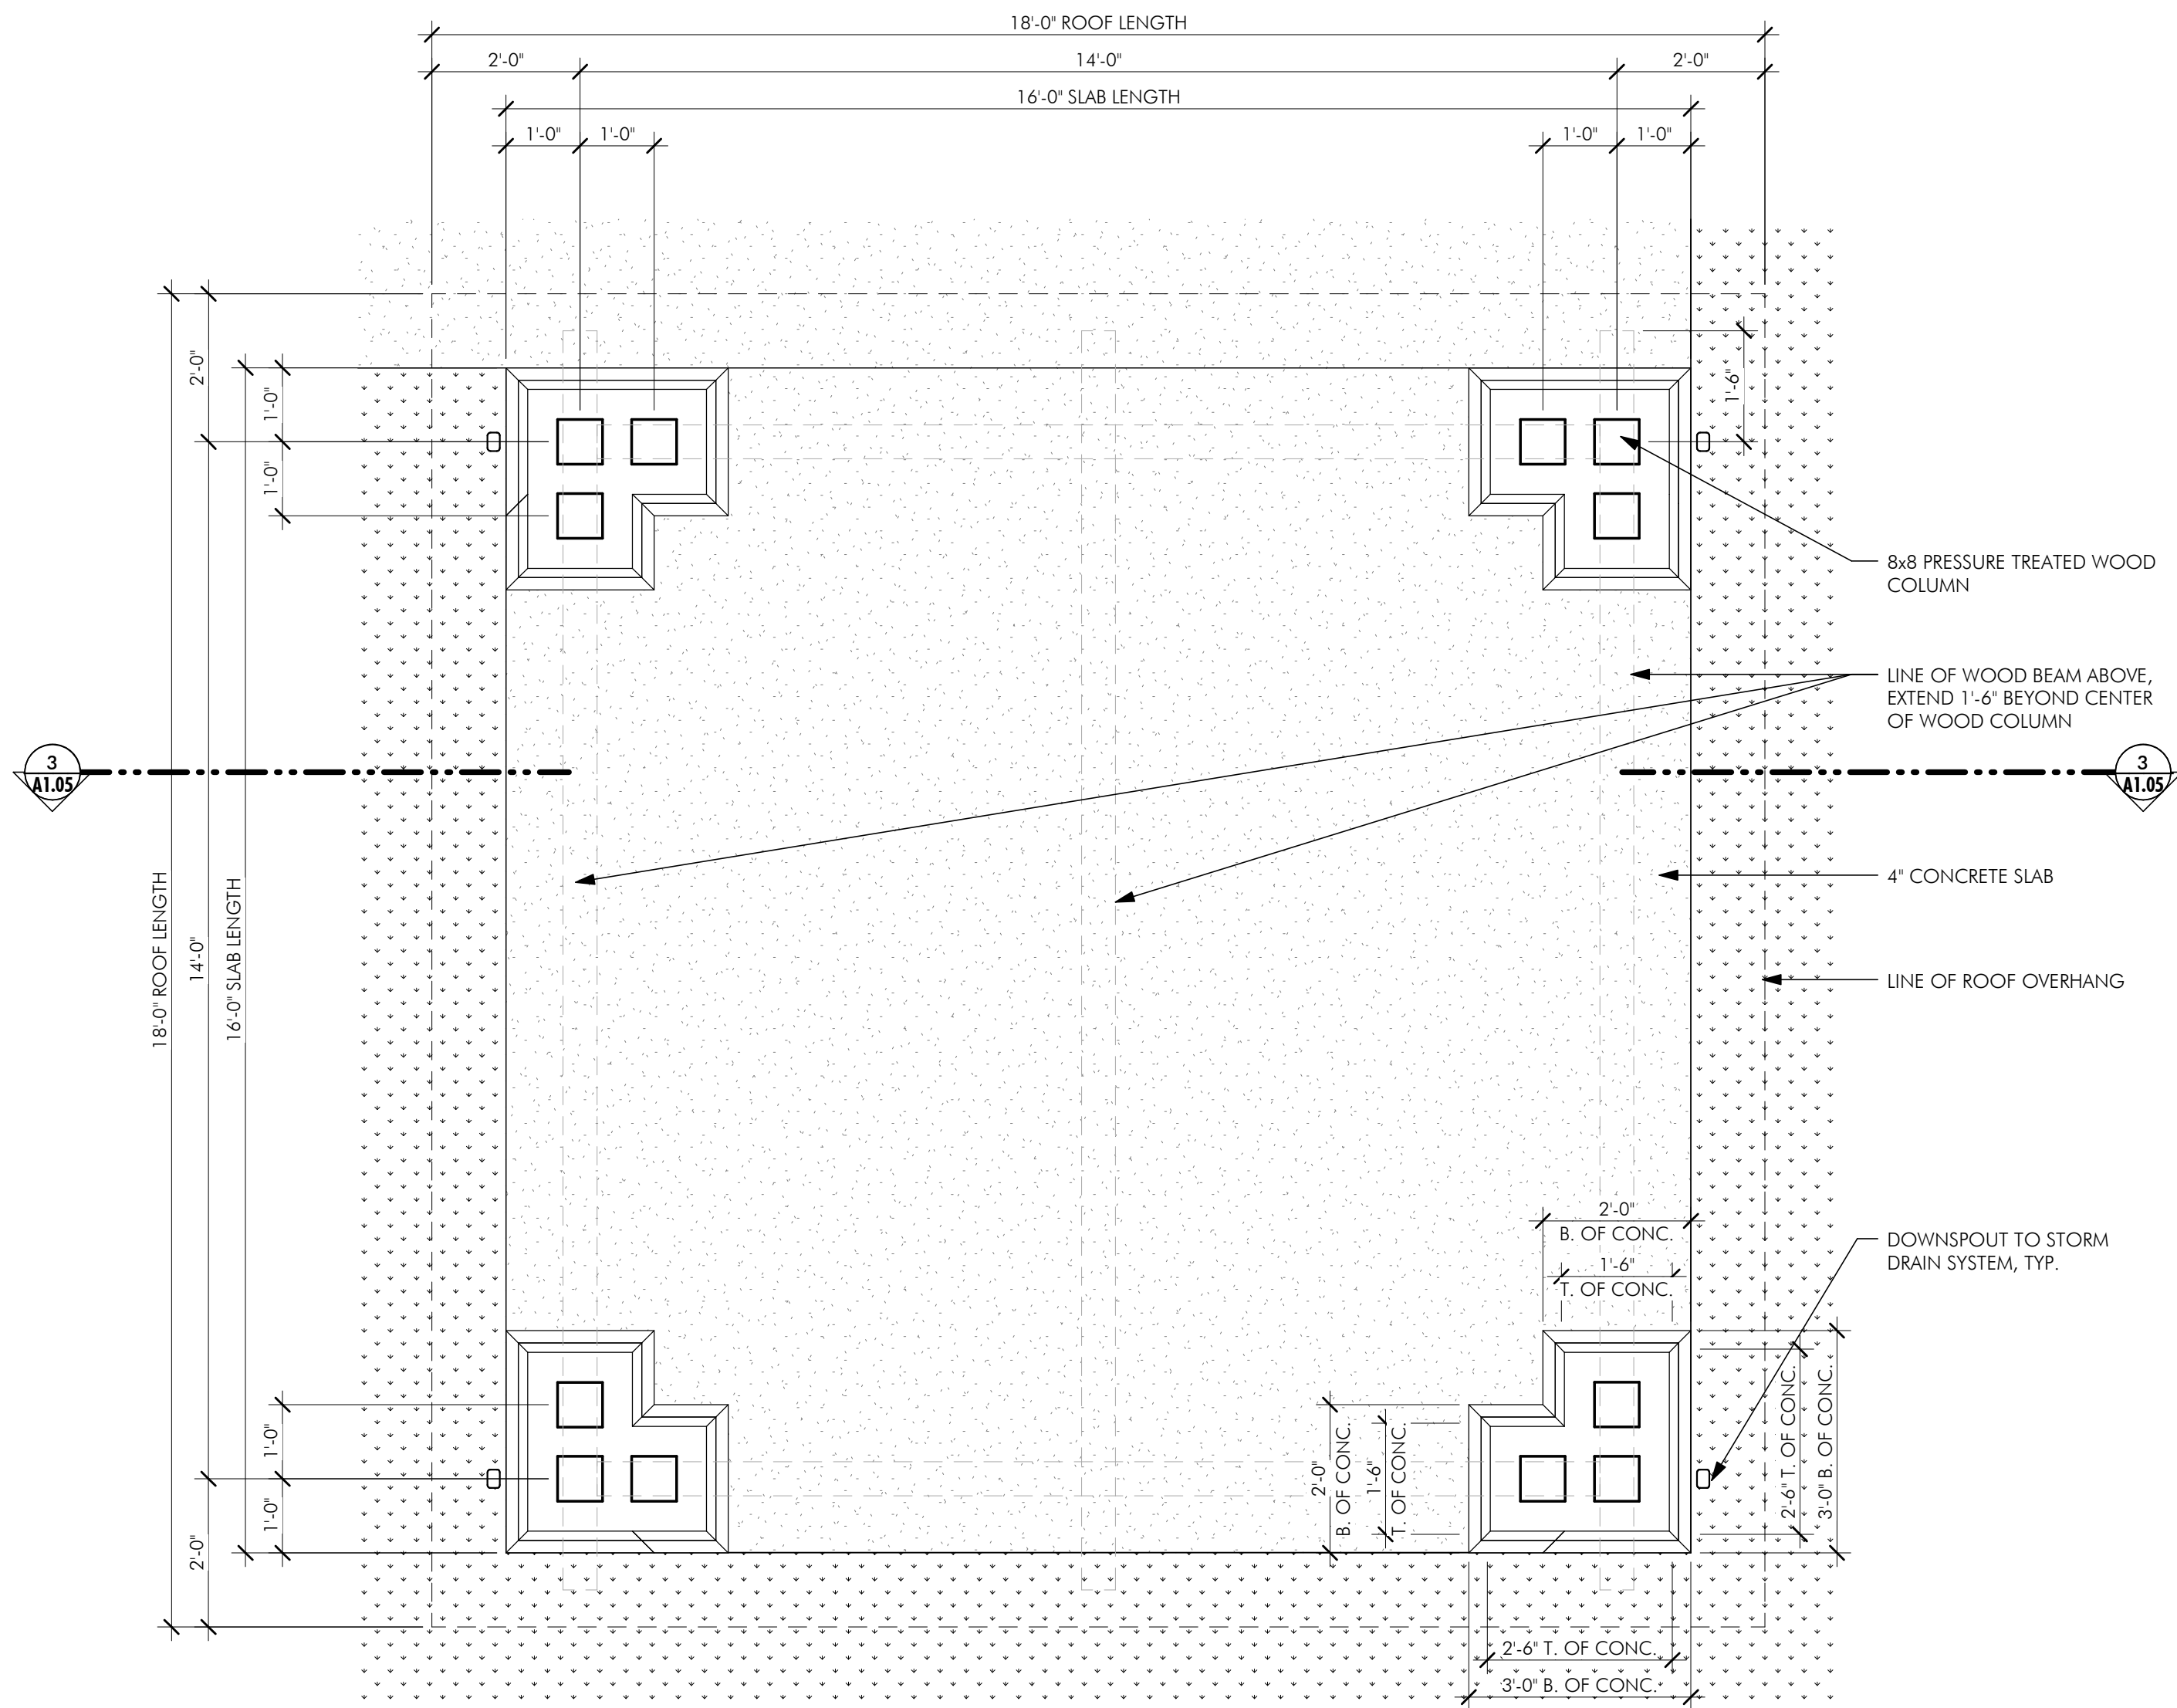 18'-0" ROOF LENGTH
2'-0"
14'-0"
2'-0"
16'-0" SLAB LENGTH
1'-0"
1'-0"
1'-0"
1'-0"
2'-0"
1'-0"
1'-0"
1'-6"
8x8 PRESSURE TREATED WOOD
COLUMN
LINE OF WOOD BEAM ABOVE,
EXTEND 1'-6" BEYOND CENTER
OF WOOD COLUMN
3
A1.05
3
A1.05
4" CONCRETE SLAB
18'-0" ROOF LENGTH
14'-0"
16'-0" SLAB LENGTH
LINE OF ROOF OVERHANG
2'-0"
B. OF CONC.
1'-6"
T. OF CONC.
DOWNSPOUT TO STORM
DRAIN SYSTEM, TYP.
1'-0"
1'-0"
2'-0"
2'-0"
B. OF CONC.
1'-6"
T. OF CONC.
2'-6" T. OF CONC.
3'-0" B. OF CONC.
2'-6" T. OF CONC.
3'-0" B. OF CONC.